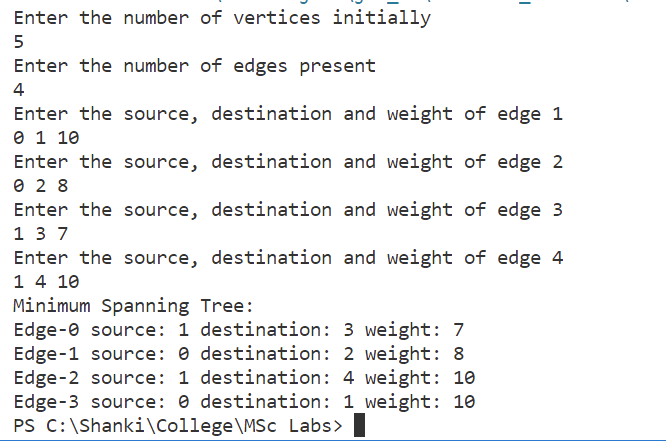 Enter the number of vertices initially
5
Enter the number of edges present
4
Enter the source, destination and weight of edge 1
0 1 10
Enter the source, destination and weight of edge 2
0 2 8
Enter the source, destination and weight of edge 3
1 3 7
Enter the source, destination and weight of edge 4
1 4 10
Minimum Spanning Tree:
Edge-0 source: 1 destination: 3 weight: 7
Edge-1 source: 0 destination: 2 weight: 8
Edge-2 source: 1 destination: 4 weight: 10
Edge-3 source: 0 destination: 1 weight: 10
PS C:\Shanki\College\MSc Labs>